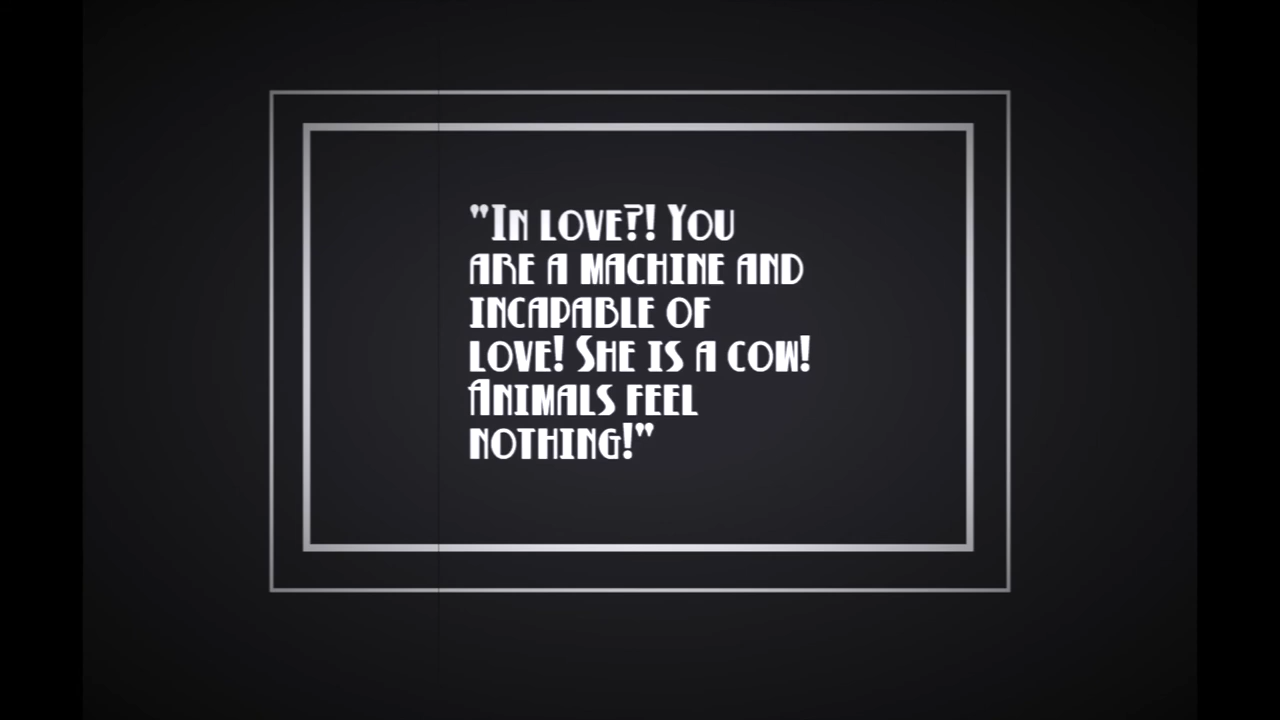 "In love?! You
are a machine and
incapable of
love! She is a cow!
Animals feel
nothing!"